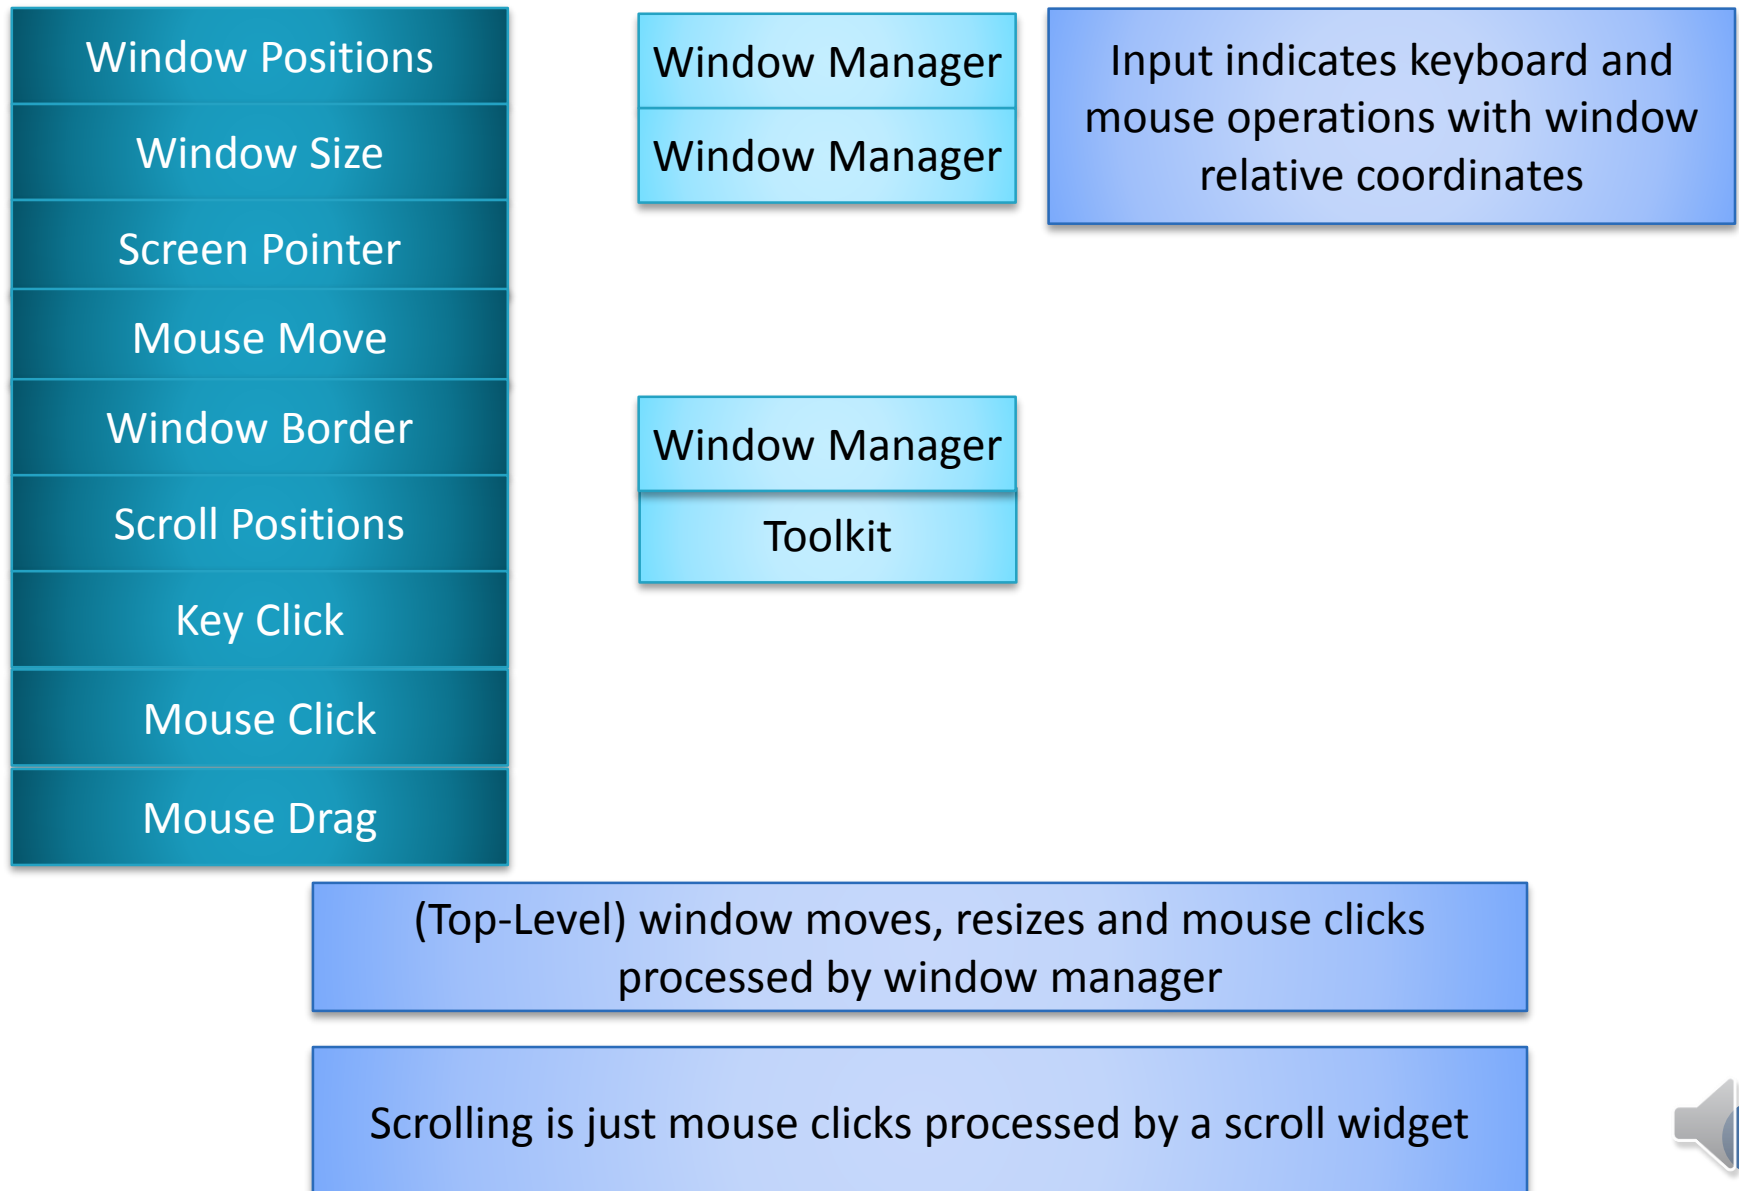 Window Positions
Window Size
Screen Pointer
Mouse Move
Window Border
Scroll Positions
Key Click
Mouse Click
Mouse Drag
Window Manager
Window Manager
Window Manager
Toolkit
Input indicates keyboard and
mouse operations with window
relative coordinates
(Top-Level) window moves, resizes and mouse clicks
processed by window manager
Scrolling is just mouse clicks processed by a scroll widget